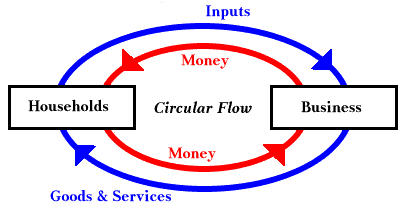 Inputs
Money
Households
Circular Flow
Business
Money
Goods & Services